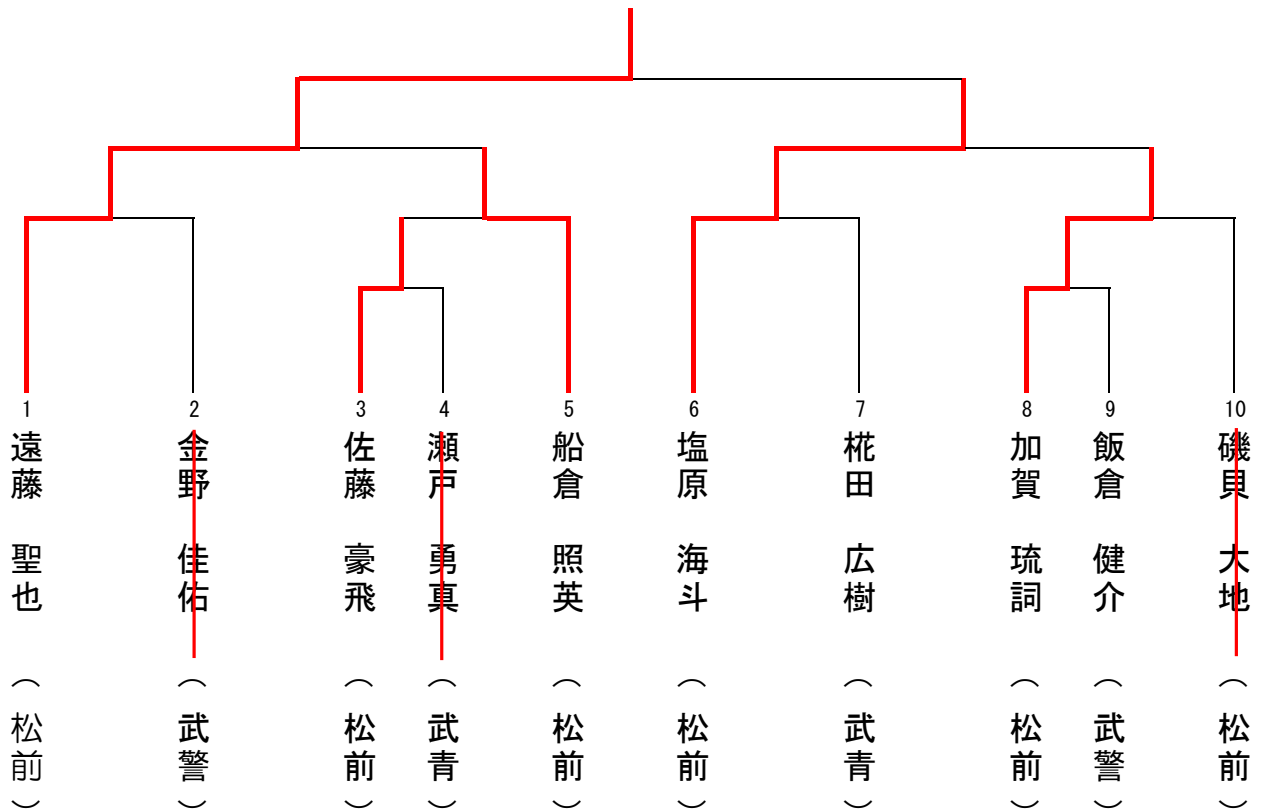 1
遠藤 聖也 （松前）
2
金野 佳佑 （武警）
3
佐藤 豪飛 （松前）
4
瀬戸 勇真 （武青）
5
船倉 照英 （松前）
6
塩原 海斗 （松前）
7
椛田 広樹 （武青）
8
加賀 琉詞 （松前）
9
飯倉 健介 （武警）
10
磯貝 大地 （松前）